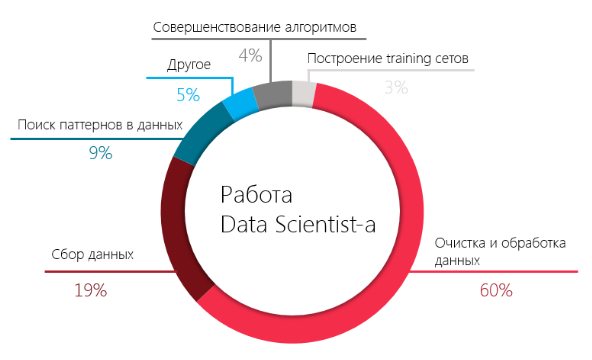 Совершенствование алгоритмов
4%
Построение training сетов
3%
Другое
5%
Поиск паттернов в данных
9%
Работа
Data Scientist-а
Очистка и обработка
данных
60%
Сбор данных
19%